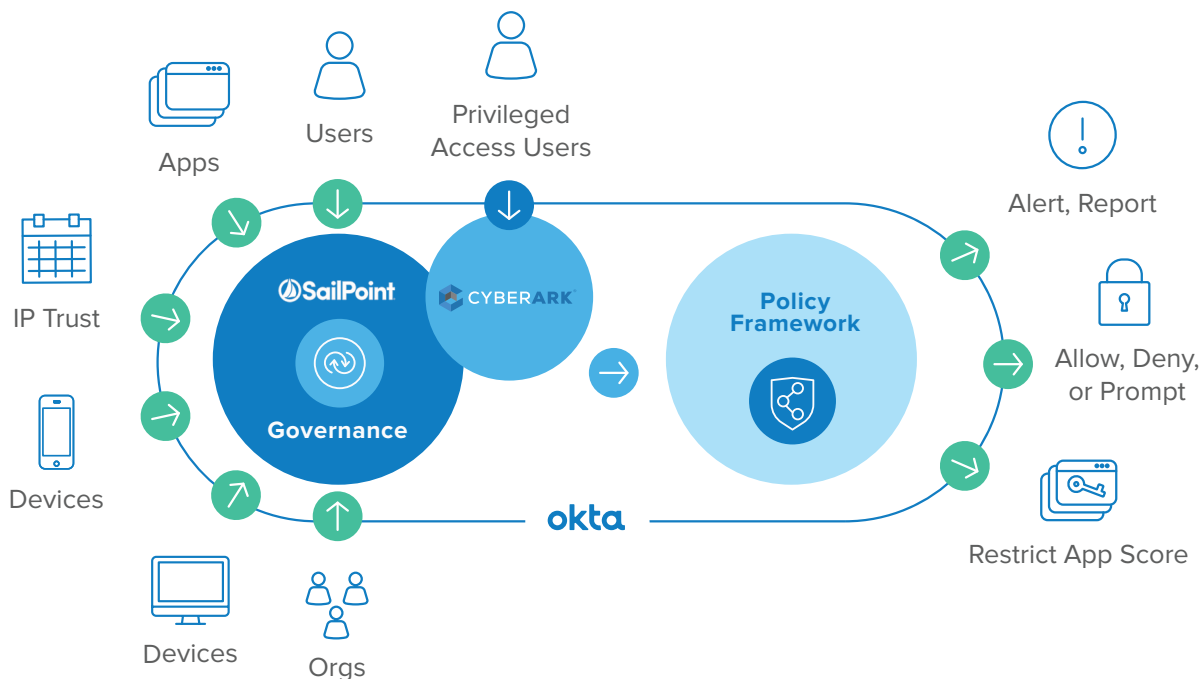 Apps
Users
Privileged
Access Users
IP Trust
Devices
Devices
Orgs
SailPoint
Governance
CYBERARK
Policy
Framework
okta
Alert, Report
Allow, Deny,
or Prompt
Restrict App Score